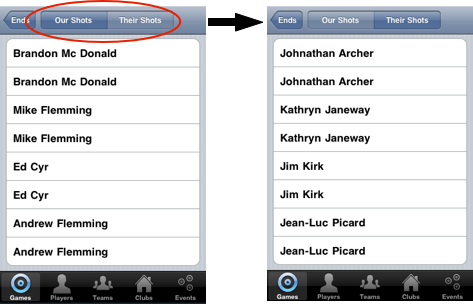 Ends Our Shots Their Shots
Brandon Mc Donald
Brandon Mc Donald
Mike Flemming
Mike Flemming
Ed Cyr
Ed Cyr
Andrew Flemming
Andrew Flemming
Games Players Teams Clubs Events
Ends Our Shots Their Shots
Johnathan Archer
Johnathan Archer
Kathryn Janeway
Kathryn Janeway
Jim Kirk
Jim Kirk
Jean-Luc Picard
Jean-Luc Picard
Games Players Teams Clubs Events